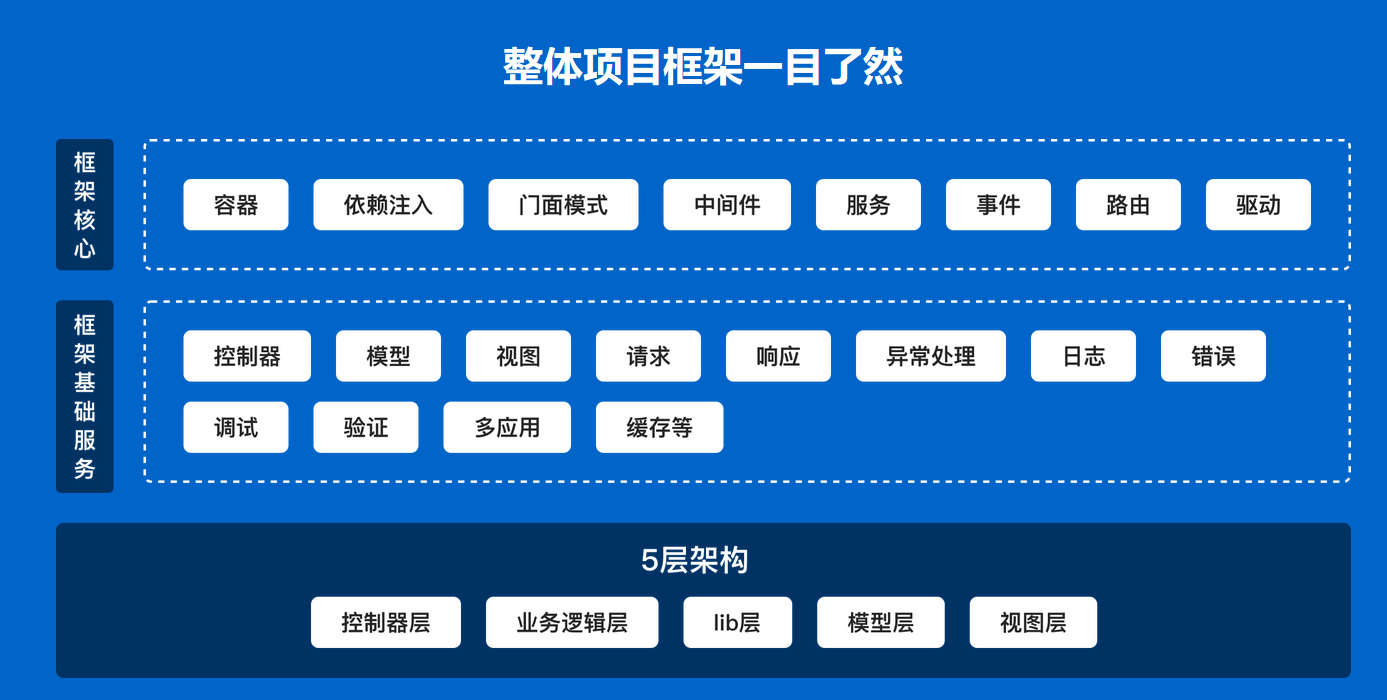 整体项目框架一目了然
框架核心
容器 依赖注入 门面模式 中间件 服务 事件 路由 驱动
框架基础服务
控制器 模型 视图 请求 响应 异常处理 日志 错误
调试 验证 多应用 缓存等
5层架构
控制器层 业务逻辑层 lib层 模型层 视图层